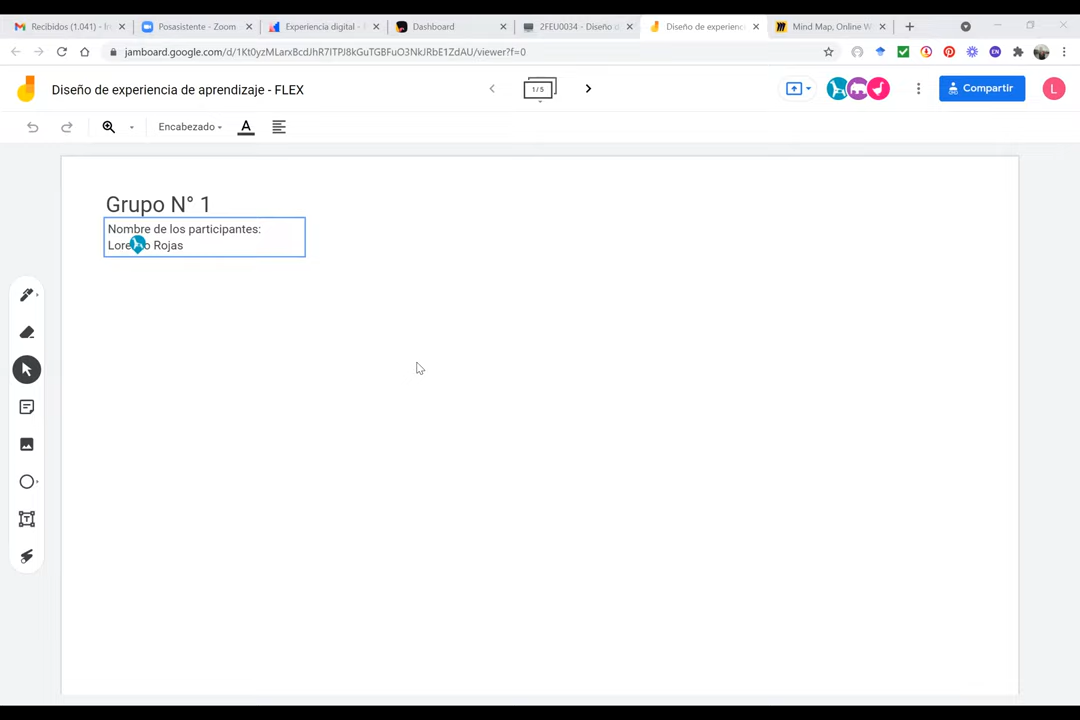 Recibidos (1.041) - In
Posasistente - Zoom
Experiencia digital -
Dashboard
2FEU0034 - Diseño d
Diseño de experienc
Mind Map, Online W
jamboard.google.com/d/1Kt0yzMLarxBcdJhR7ITPJ8kGuTGBFuO3NkJRbE1ZdAU/viewer?f=0
EN
Diseño de experiencia de aprendizaje - FLEX
1/5
Compartir
L
Encabezado
A
Grupo N° 1
Nombre de los participantes:
Rojas
T